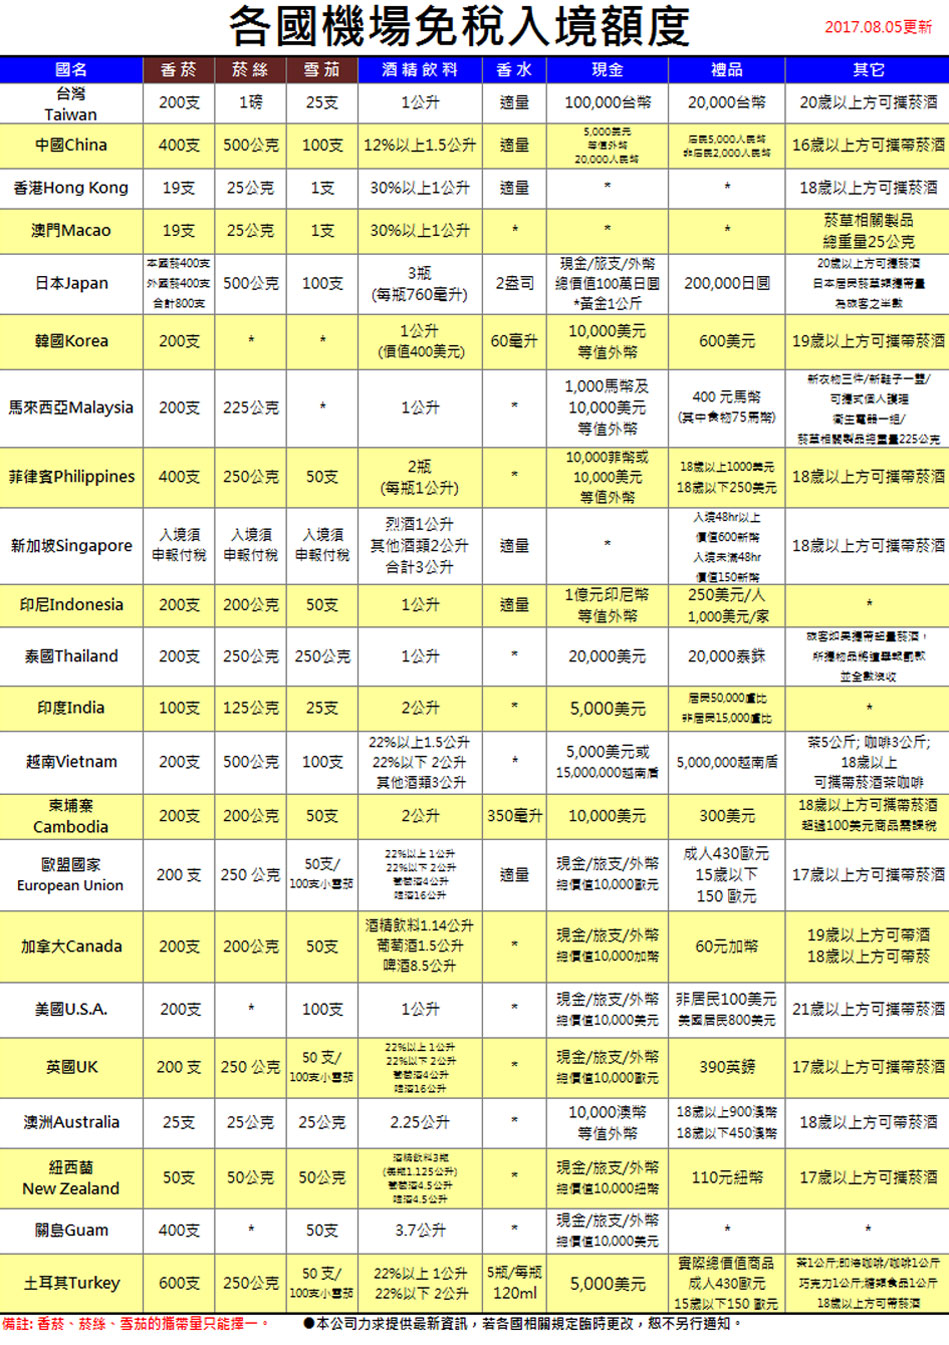 各國機場免稅入境額度
2017.08.05更新
國名 香菸 菸絲 雪茄 酒精飲料 香水 現金 禮品 其它
台灣
Taiwan
200支 1磅 25支 1公升 適量 100,000台幣 20,000台幣 20歲以上方可攜菸酒
中國China 400支 500公克 100支 12%以上1.5公升 適量
5,000美元
等值外幣
20,000人民幣
居民5,000人民幣
非居民2,000人民幣
16歲以上方可攜帶菸酒
香港Hong Kong 19支 25公克 1支 30%以上1公升 適量 * * 18歲以上方可攜菸酒
澳門Macao 19支 25公克 1支 30%以上1公升 * * *
菸草相關製品
總重量25公克
日本Japan
本國菸400支
外國菸400支
合計800支
500公克 100支
3瓶
(每瓶760毫升)
2盎司
現金/旅支/外幣
總價值100萬日圓
*黃金1公斤
200,000日圓
20歲以上方可攜菸酒
日本居民菸草類攜帶量
為旅客之半數
韓國Korea 200支 * *
1公升
(價值400美元)
60毫升
10,000美元
等值外幣
600美元 19歲以上方可攜帶菸酒
馬來西亞Malaysia 200支 225公克 * 1公升 *
1,000馬幣及
10,000美元
等值外幣
400 元馬幣
(其中食物75馬幣)
新衣物三件/新鞋子一雙/
可攜式個人護理
衛生電器一組/
菸草相關製品總重量225公克
菲律賓Philippines 400支 250公克 50支
2瓶
(每瓶1公升)
*
10,000菲幣或
10,000美元
等值外幣
18歲以上1000美元
18歲以下250美元
18歲以上方可攜帶菸酒
新加坡Singapore
入境須
申報付稅
入境須
申報付稅
入境須
申報付稅
烈酒1公升
其他酒類2公升
合計3公升
適量 *
入境48hr以上
價值600新幣
入境未滿48hr
價值150新幣
18歲以上方可攜帶菸酒
印尼Indonesia 200支 200公克 50支 1公升 適量
1億元印尼幣
等值外幣
250美元/人
1,000美元/家
*
泰國Thailand 200支 250公克 250公克 1公升 * 20,000美元 20,000泰銖
旅客如果攜帶超量菸酒，
所攜物品將遭舉報罰款
並全數沒收
印度India 100支 125公克 25支 2公升 * 5,000美元
居民50,000盧比
非居民15,000盧比
*
越南Vietnam 200支 500公克 100支
22%以上1.5公升
22%以下 2公升
其他酒類3公升
*
5,000美元或
15,000,000越南盾
5,000,000越南盾
茶5公斤; 咖啡3公斤;
18歲以上
可攜帶菸酒茶咖啡
柬埔寨
Cambodia
200支 200公克 50支 2公升 350毫升 10,000美元 300美元
18歲以上方可攜帶菸酒
超過100美元商品需課稅
歐盟國家
European Union
200 支 250 公克
50支/
100支小雪茄
22%以上 1公升
22%以下 2公升
葡萄酒4公升
啤酒16公升
適量
現金/旅支/外幣
總價值10,000歐元
成人430歐元
15歲以下
150 歐元
17歲以上方可攜帶菸酒
加拿大Canada 200支 200公克 50支
酒精飲料1.14公升
葡萄酒1.5公升
啤酒8.5公升
*
現金/旅支/外幣
總價值10,000加幣
60元加幣
19歲以上方可帶酒
18歲以上方可帶菸
美國U.S.A. 200支 * 100支 1公升 *
現金/旅支/外幣
總價值10,000美元
非居民100美元
美國居民800美元
21歲以上方可攜帶菸酒
英國UK 200 支 250 公克
50 支/
100支小雪茄
22%以上 1公升
22%以下 2公升
葡萄酒4公升
啤酒16公升
*
現金/旅支/外幣
總價值10,000歐元
390英鎊 17歲以上方可攜帶菸酒
澳洲Australia 25支 25公克 25公克 2.25公升 *
10,000澳幣
等值外幣
18歲以上900澳幣
18歲以下450澳幣
18歲以上方可帶菸酒
紐西蘭
New Zealand
50支 50公克 50公克
酒精飲料3瓶
(每瓶1.125公升)
葡萄酒4.5公升
啤酒4.5公升
*
現金/旅支/外幣
總價值10,000紐幣
110元紐幣 17歲以上方可攜菸酒
關島Guam 400支 * 50支 3.7公升 *
現金/旅支/外幣
總價值10,000美元
* *
土耳其Turkey 600支 250公克
50 支/
100支小雪茄
22%以上 1公升
22%以下 2公升
5瓶/每瓶
120ml
5,000美元
實際總價值商品
成人430歐元
15歲以下150 歐元
茶1公斤;即溶咖啡/咖啡1公斤
巧克力1公斤;糖類食品1公斤
18歲以上方可帶菸酒
備註: 香菸、菸絲、雪茄的攜帶量只能擇一。 ●本公司力求提供最新資訊，若各國相關規定臨時更改，恕不另行通知。